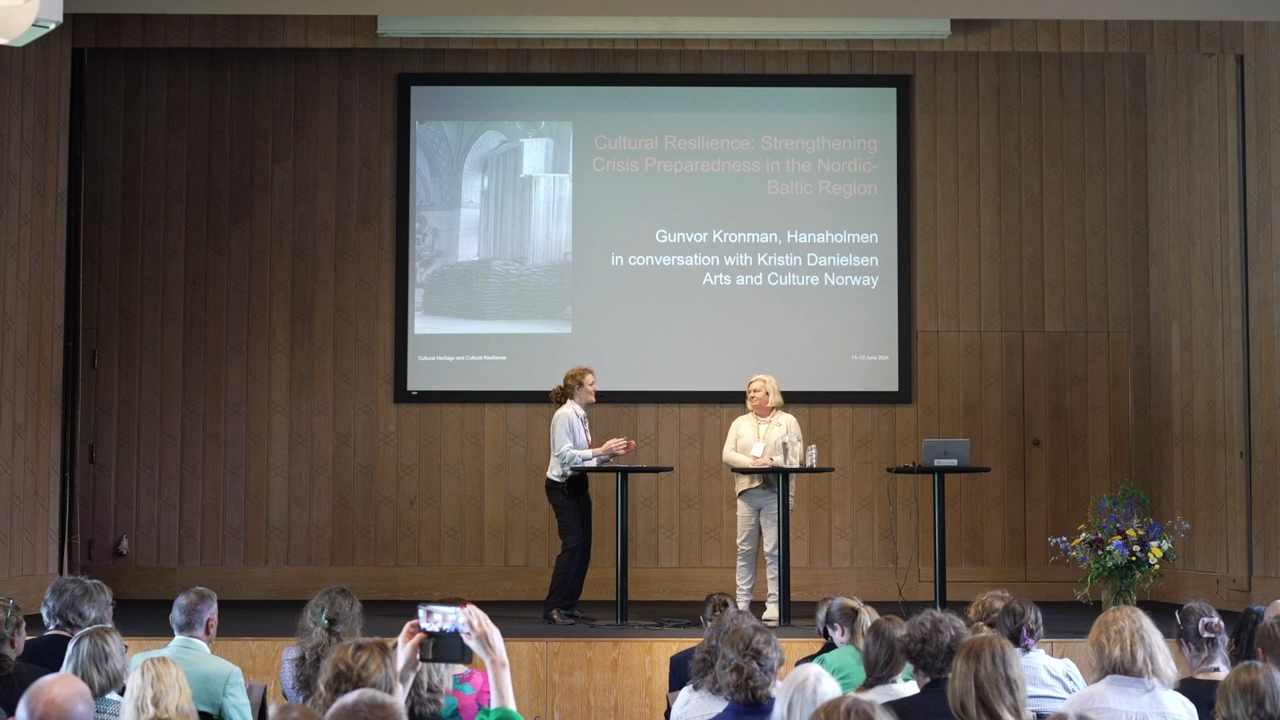 Cultural Resilience: Strengthening
Crisis Preparedness in the Nordic-
Baltic Region
Gunvor Kronman, Hanaholmen
in conversation with Kristin Danielsen
Arts and Culture Norway
Cultural Heritage and Cultural Resilience
11-12 June 2024